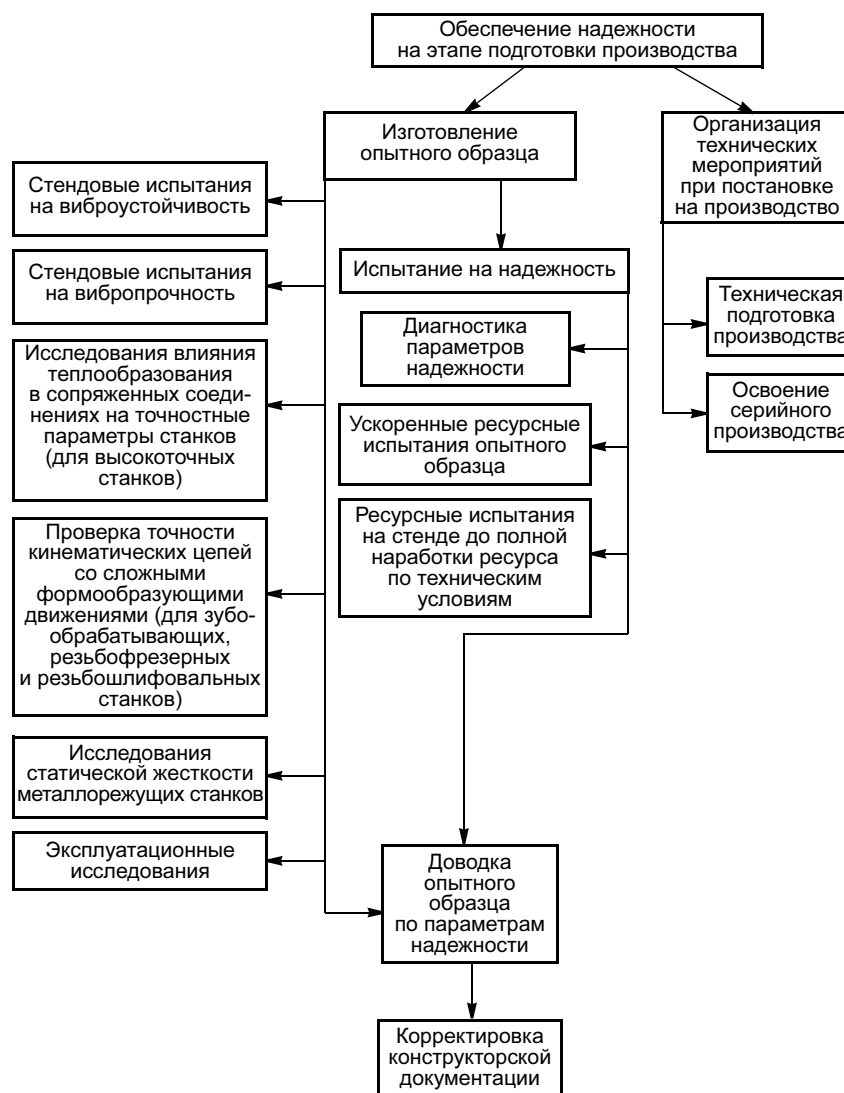 Обеспечение надежности
на этапе подготовки производства
Изготовление
опытного образца
Организация
технических
мероприятий
при постановке
на производство
Стендовые испытания
на виброустойчивость
Стендовые испытания
на вибропрочность
Испытание на надежность
Техническая
подготовка
производства
Диагностика
параметров
надежности
Исследования влияния
теплообразования
в сопряженных соеди-
нениях на точностные
параметры станков
(для высокоточных
станков)
Освоение
серийного
производства
Ускоренные ресурсные
испытания опытного
образца
Ресурсные испытания
на стенде до полной
наработки ресурса
по техническим
условиям
Проверка точности
кинематических цепей
со сложными
формообразующими
движениями (для зубо-
обрабатывающих,
резьбофрезерных
и резьбошлифовальных
станков)
Исследования
статической жесткости
металлорежущих станков
Эксплуатационные
исследования
Доводка
опытного
образца
по параметрам
надежности
Корректировка
конструкторской
документации